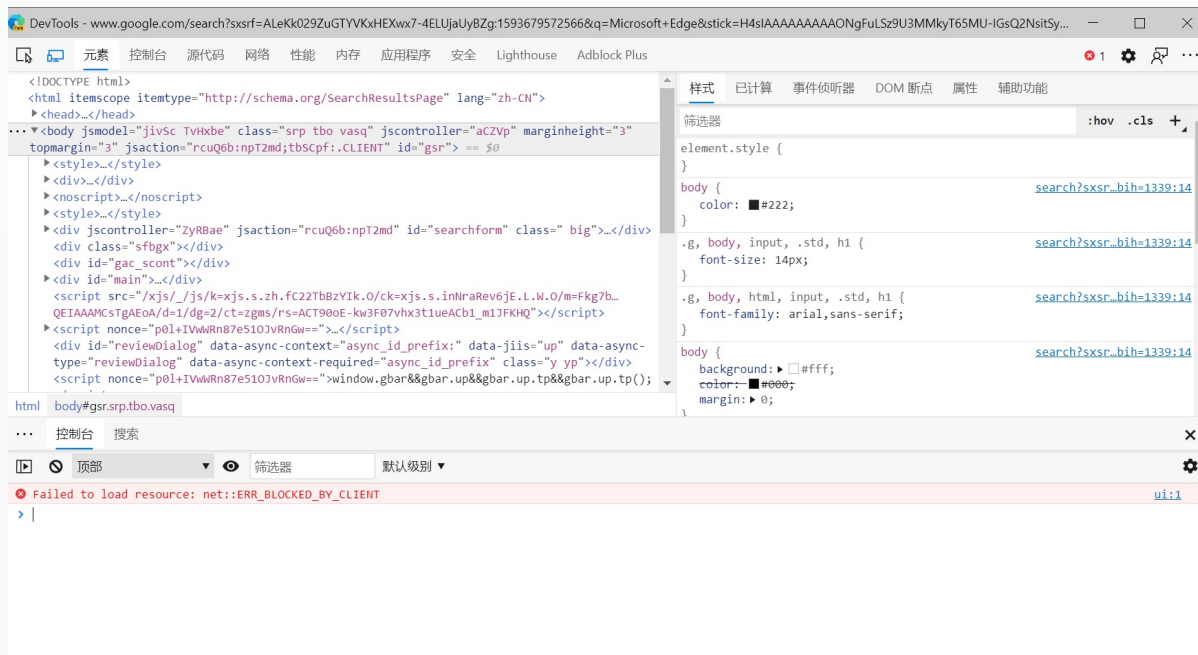 DevTools - www.google.com/search?sxsrf=ALeKk029ZuGTYVKxHEXwx7-4ELUjaUyBZg:1593679572566&q=Microsoft+Edge&stick=H4sIAAAAAAAAAONgFuLSz9U3MMkyT65MU-IGsQ2NsitSy...
元素 控制台 源代码 网络 性能 内存 应用程序 安全 Lighthouse Adblock Plus
1
<!DOCTYPE html>
<html itemscope itemtype="http://schema.org/SearchResultsPage" lang="zh-CN">
<head>…</head>
<body jsmodel="jivSc TvHxbe" class="srp tbo vasq" jscontroller="aCZVp" marginheight="3"
topmargin="3" jsaction="rcuQ6b:npT2md;tbSCpf:.CLIENT" id="gsr"> == $0
<style>…</style>
<div>…</div>
<noscript>…</noscript>
<style>…</style>
<div jscontroller="ZyRBae" jsaction="rcuQ6b:npT2md" id="searchform" class=" big">…</div>
<div class="sfbgx"></div>
<div id="gac_scont"></div>
<div id="main">…</div>
<script src="/xjs/_/js/k=xjs.s.zh.fC22TbBzYIk.O/ck=xjs.s.inNraRev6jE.L.W.O/m=Fkg7b…
QEIAAAMCsTgAEoA/d=1/dg=2/ct=zgms/rs=ACT90oE-kw3F07vhx3t1ueACb1_m1JFKHQ"></script>
<script nonce="p0l+IVwWRn87e51OJvRnGw==">…</script>
<div id="reviewDialog" data-async-context="async_id_prefix:" data-jiis="up" data-async-
type="reviewDialog" data-async-context-required="async_id_prefix" class="y yp"></div>
<script nonce="p0l+IVwWRn87e51OJvRnGw==">window.gbar&&gbar.up&&gbar.up.tp&&gbar.up.tp();
html body#gsr.srp.tbo.vasq
样式 已计算 事件侦听器 DOM 断点 属性 辅助功能
筛选器 :hov .cls +
element.style {
}
body { search?sxsr…bih=1339:14
color: #222;
}
.g, body, input, .std, h1 { search?sxsr…bih=1339:14
font-size: 14px;
}
.g, body, html, input, .std, h1 { search?sxsr…bih=1339:14
font-family: arial,sans-serif;
}
body { search?sxsr…bih=1339:14
background: #fff;
color: #000;
margin: 0;
}
控制台 搜索
顶部 筛选器 默认级别
Failed to load resource: net::ERR_BLOCKED_BY_CLIENT ui:1